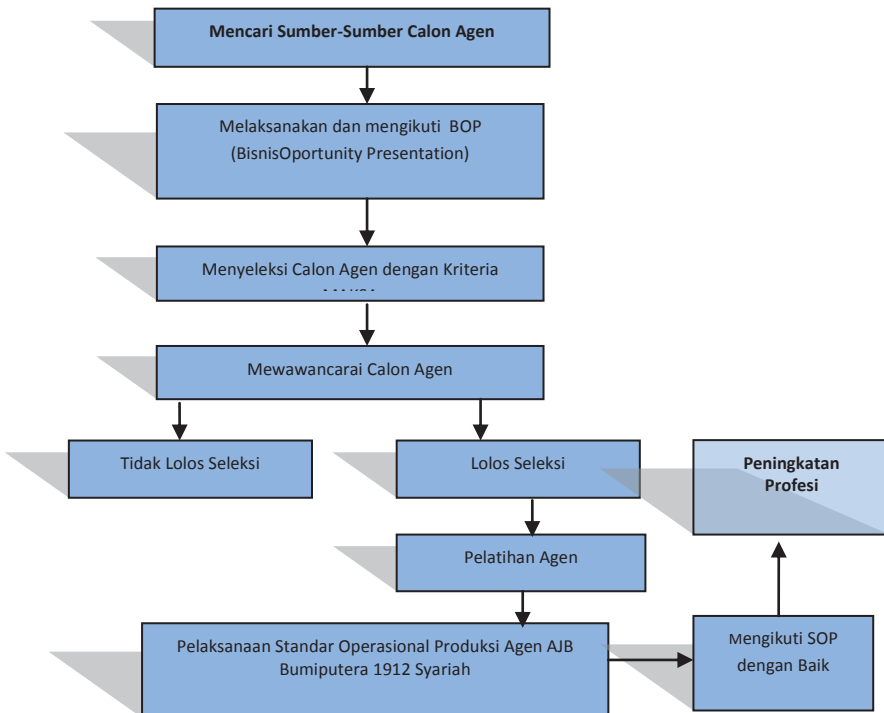 Mencari Sumber-Sumber Calon Agen
Melaksanakan dan mengikuti BOP
(BisnisOportunity Presentation)
Menyeleksi Calon Agen dengan Kriteria
Mewawancarai Calon Agen
Tidak Lolos Seleksi
Lolos Seleksi
Peningkatan
Profesi
Pelatihan Agen
Pelaksanaan Standar Operasional Produksi Agen AJB
Bumiputera 1912 Syariah
Mengikuti SOP
dengan Baik